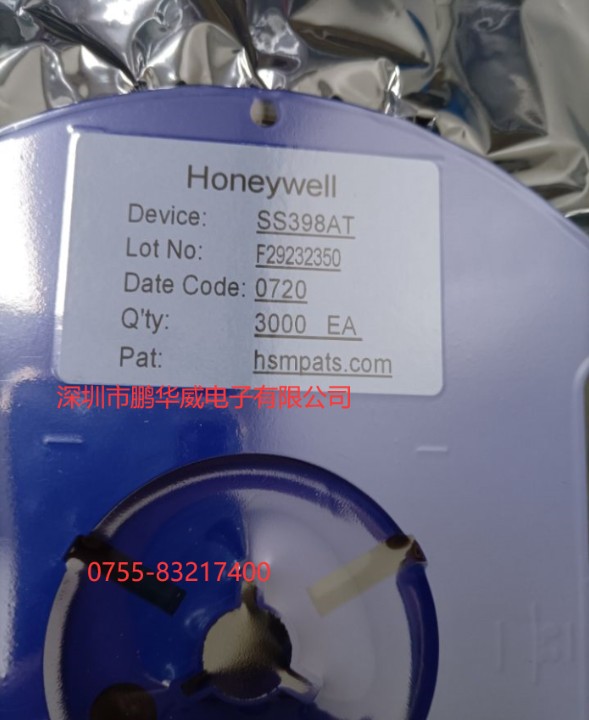 Honeywell
Device: SS398AT
Lot No: F29232350
Date Code: 0720
Q'ty: 3000 EA
Pat: hsmpats.com
深圳市鹏华威电子有限公司
0755-83217400